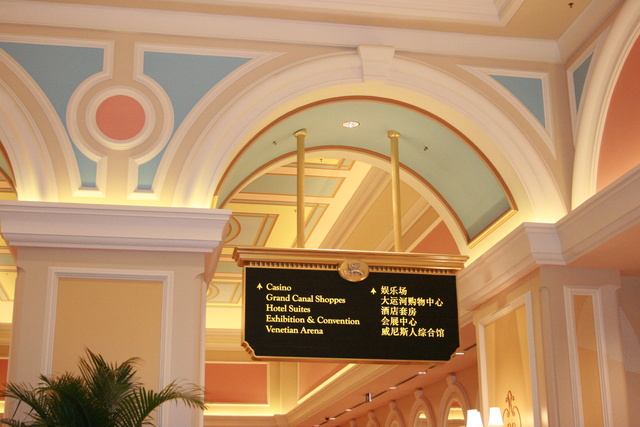 Casino
Grand Canal Shoppes
Hotel Suites
Exhibition & Convention
Venetian Arena
娱乐场
大运河购物中心
酒店套房
会展中心
威尼斯人综合馆